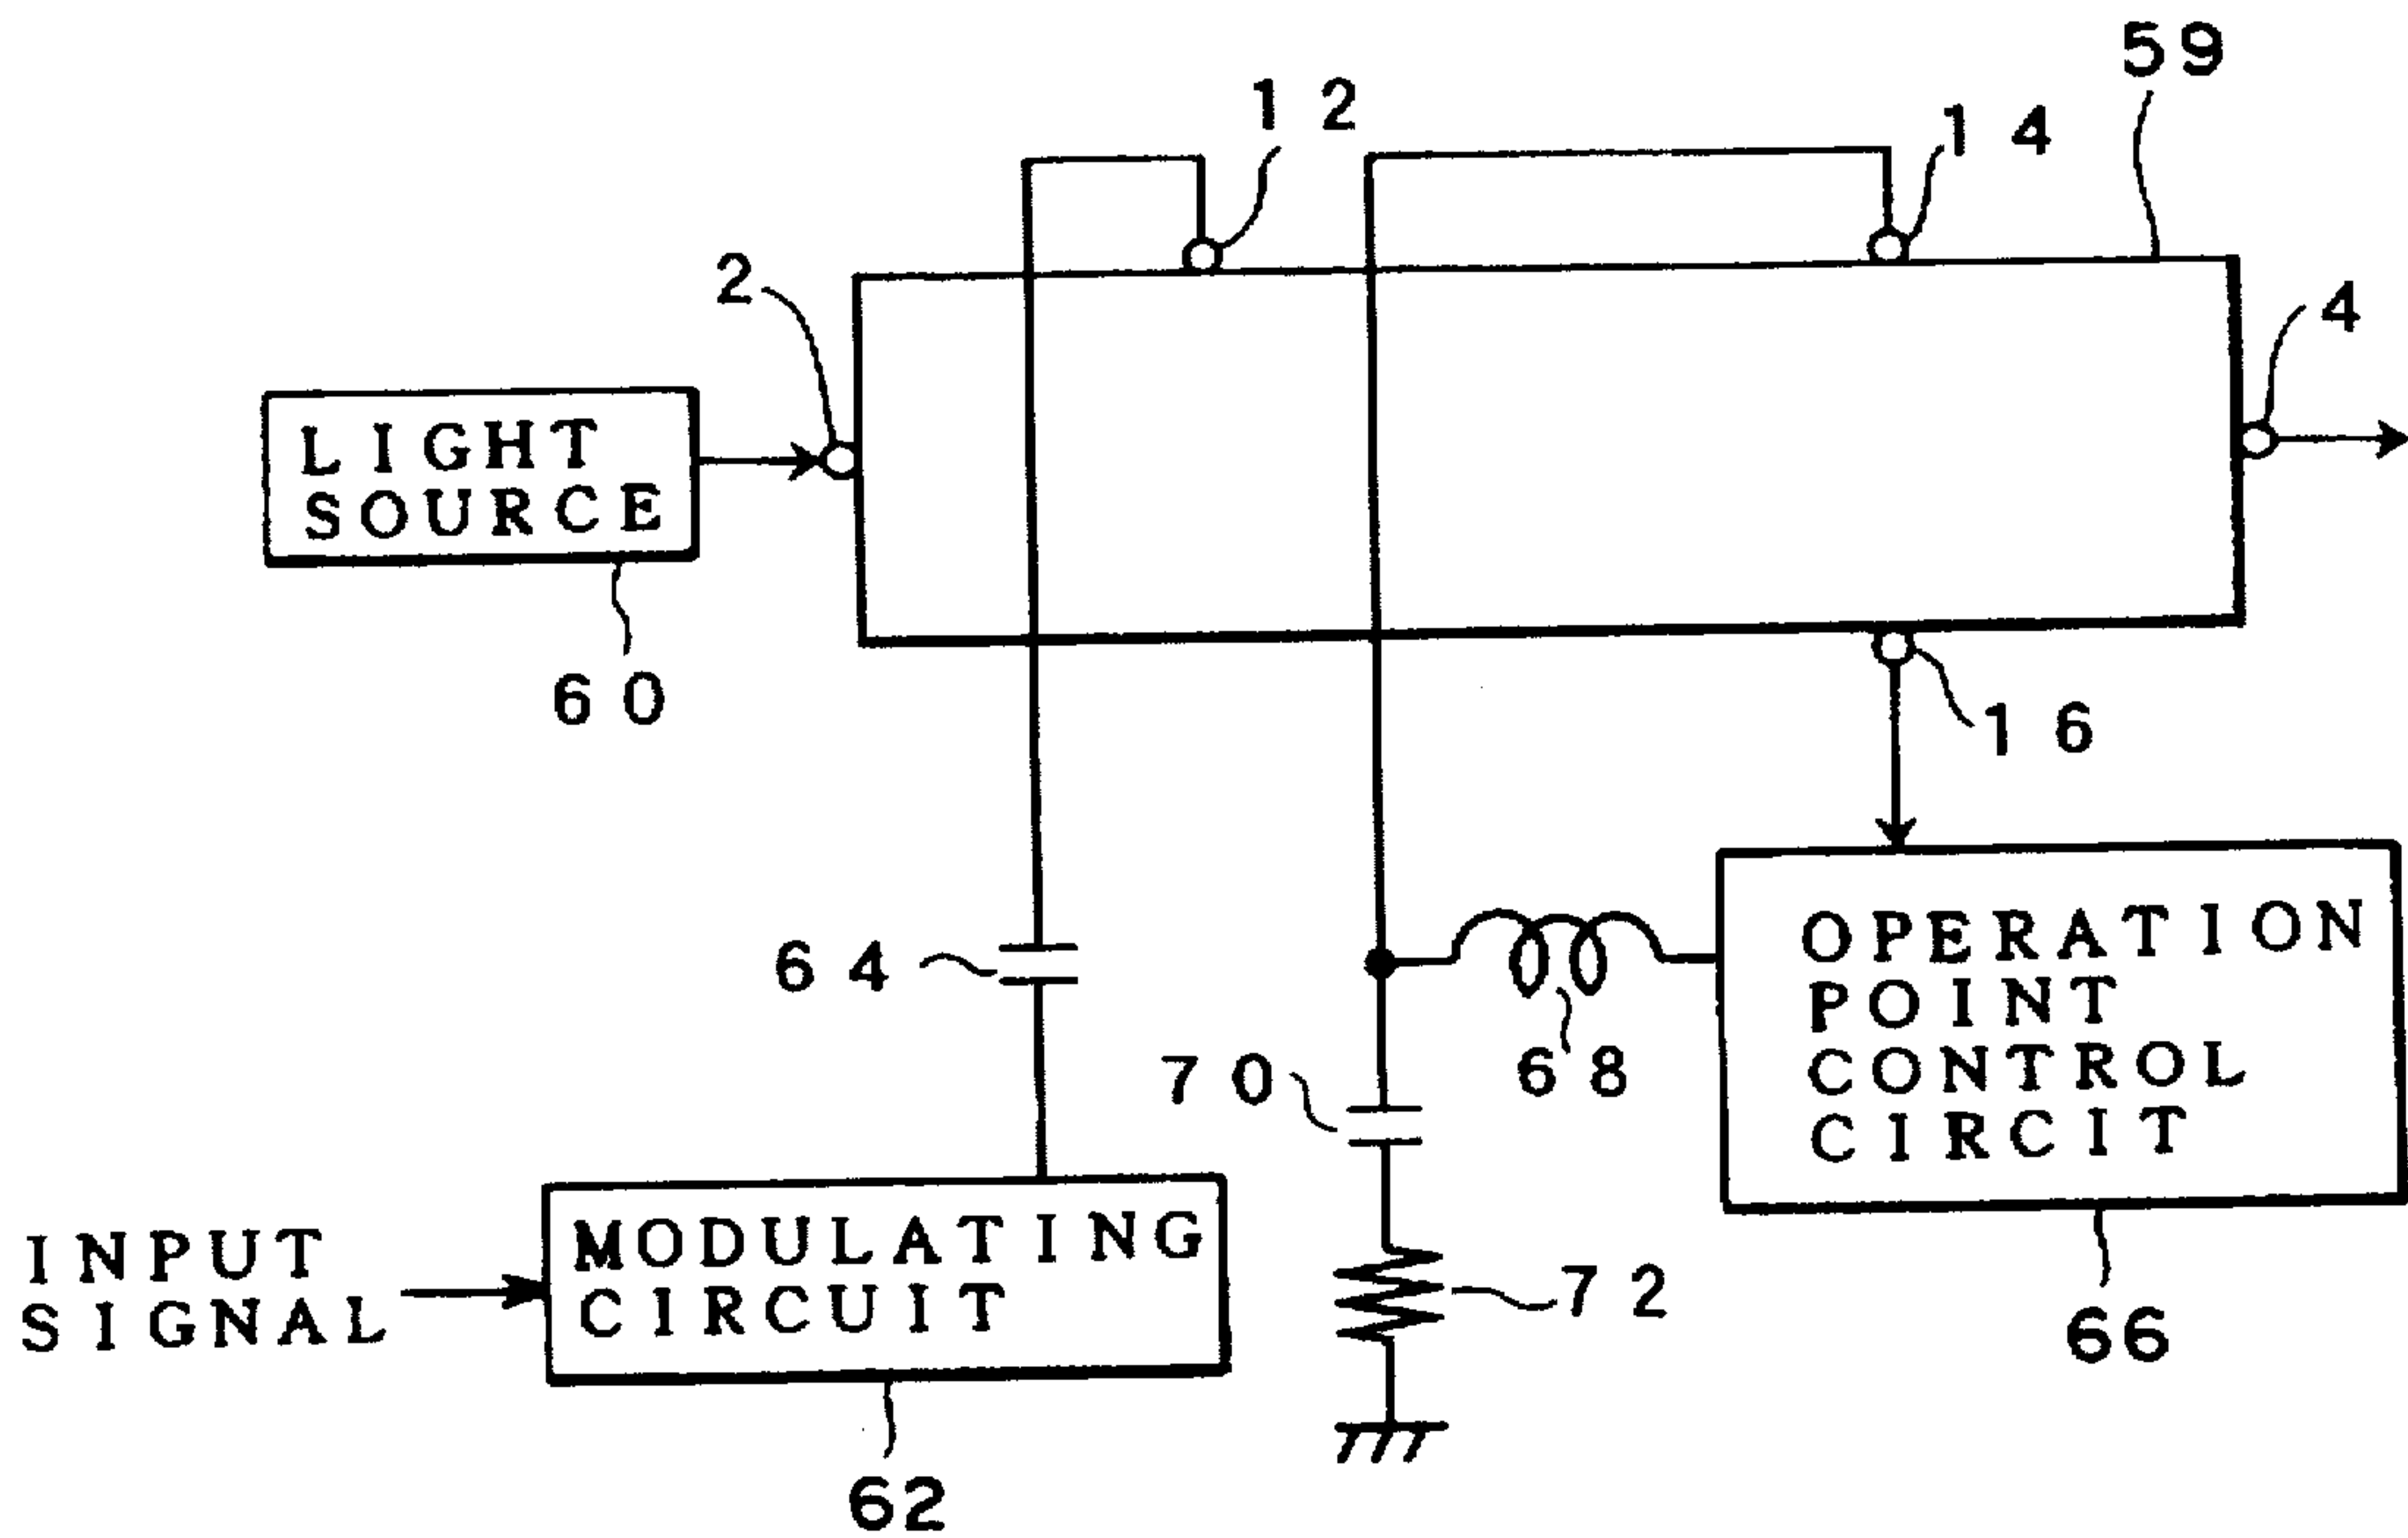 59
12
14
2
4
LIGHT
SOURCE
60
16
64
OPERATION
POINT
CONTROL
CIRCIT
68
70
INPUT
SIGNAL
MODULATING
CIRCUIT
72
66
62